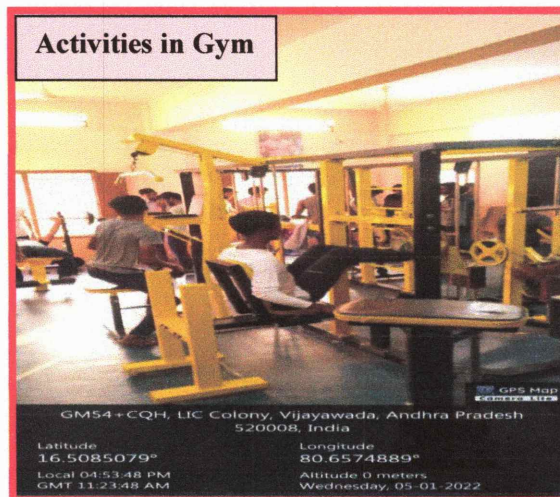 Activities in Gym
GPS Map
Camera Lite
GM54+CQH, LIC Colony, Vijayawada, Andhra Pradesh
520008, India
Latitude
Longitude
16.5085079°
80.6574889°
Local 04:53:48 PM
Altitude 0 meters
GMT 11:23:48 AM
Wednesday, 05-01-2022